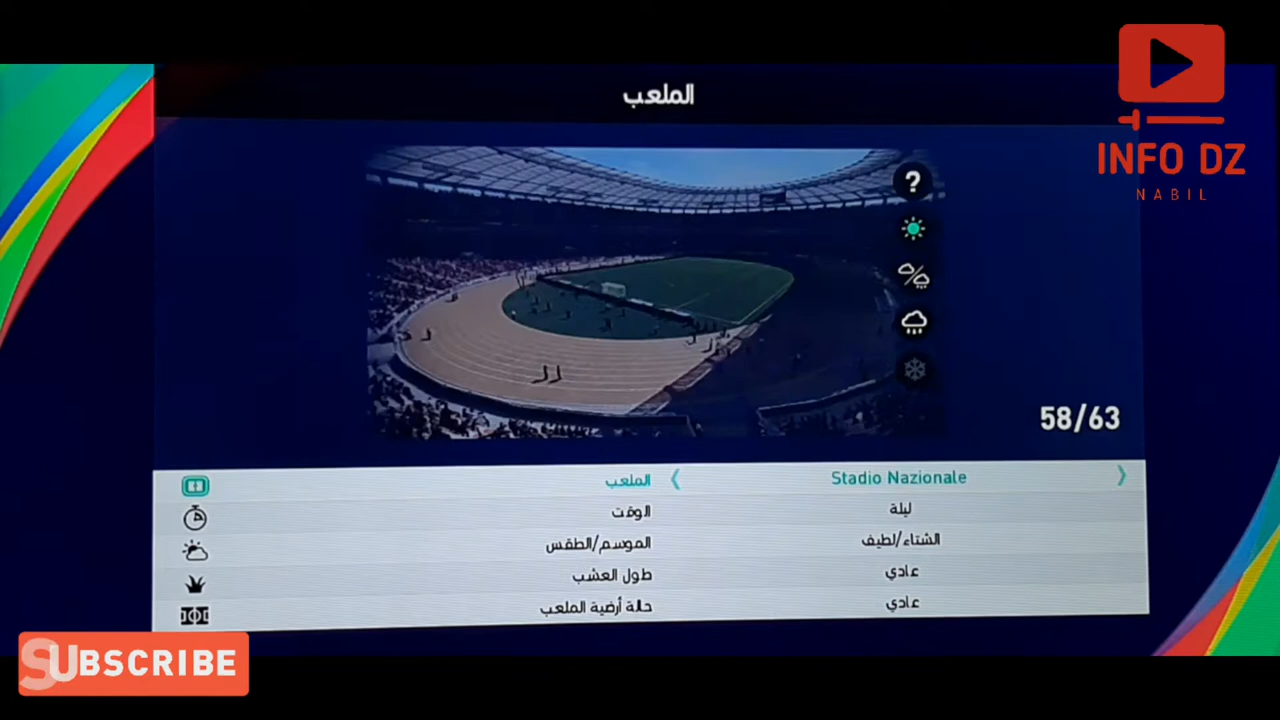 الملعب
INFO DZ
NABIL
?
58/63
الملعب Stadio Nazionale
الوقت ليلة
الموسم/الطقس الشتاء/لطيف
طول العشب عادي
حالة أرضية الملعب عادي
SUBSCRIBE